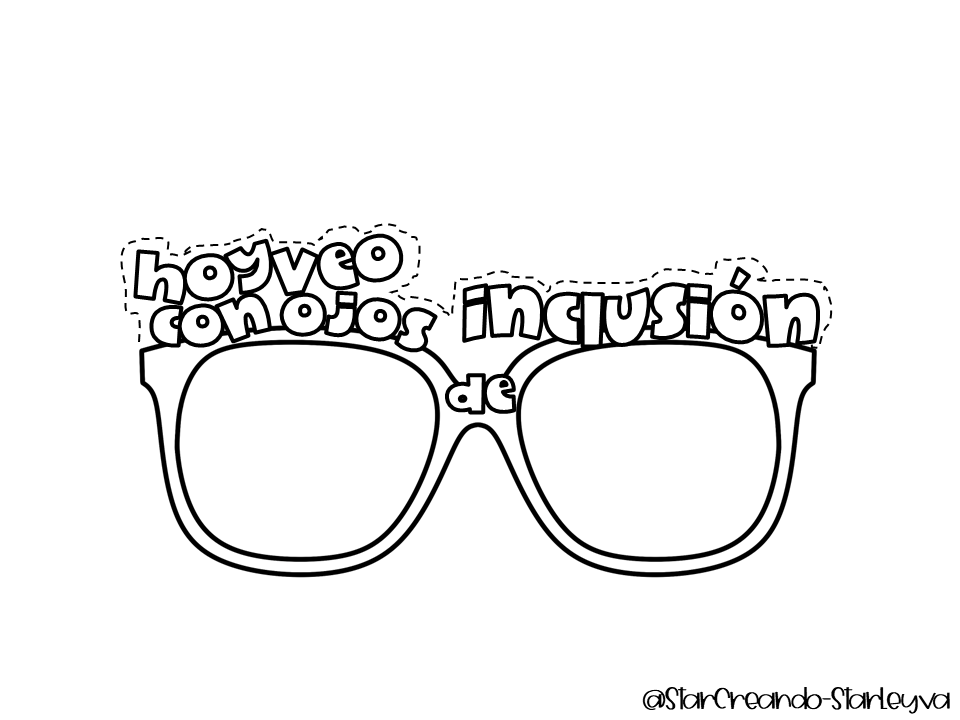 hoy veo
con ojos
de
inclusión
@StarCreando-StarLeyva